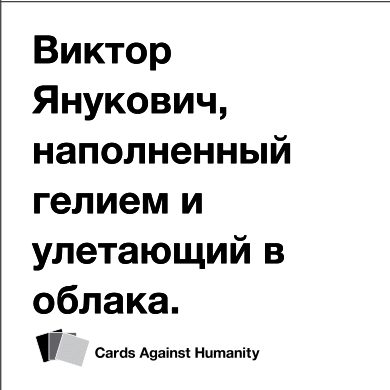 Виктор
Янукович,
наполненный
гелием и
улетающий в
облака.
Cards Against Humanity